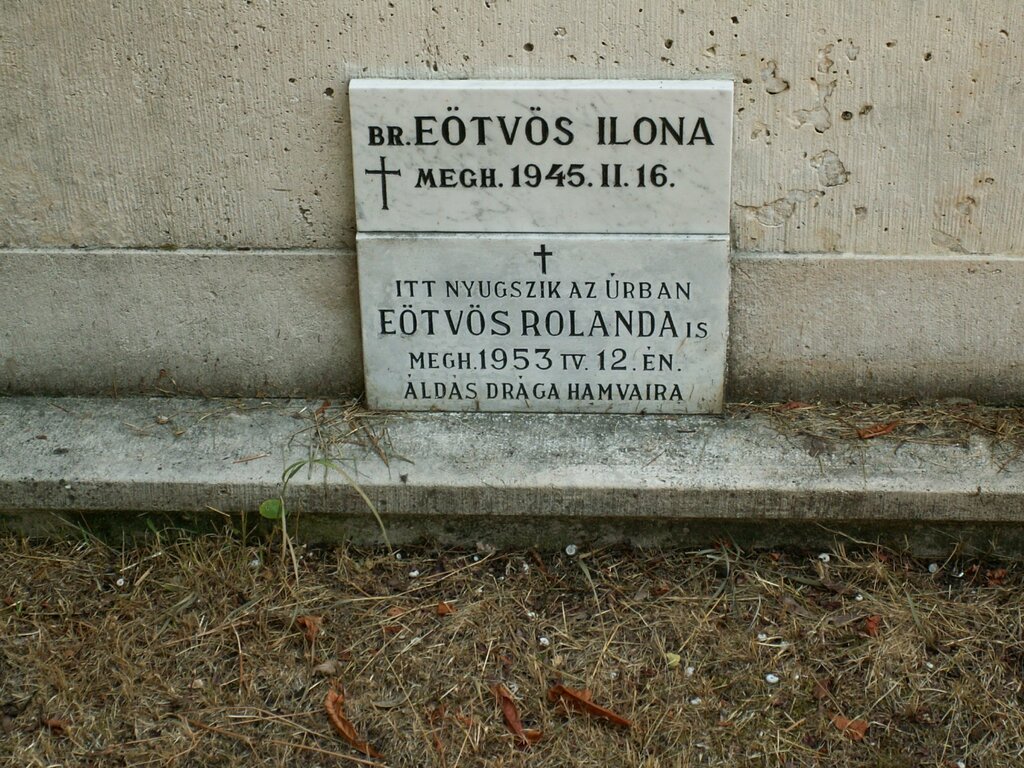 BR. EÖTVÖS ILONA
† MEGH. 1945. II. 16.
†
ITT NYUGSZIK AZ ÚRBAN
EÖTVÖS ROLANDA IS
MEGH. 1953 IV. 12. ÉN.
ÁLDÁS DRÁGA HAMVAIRA